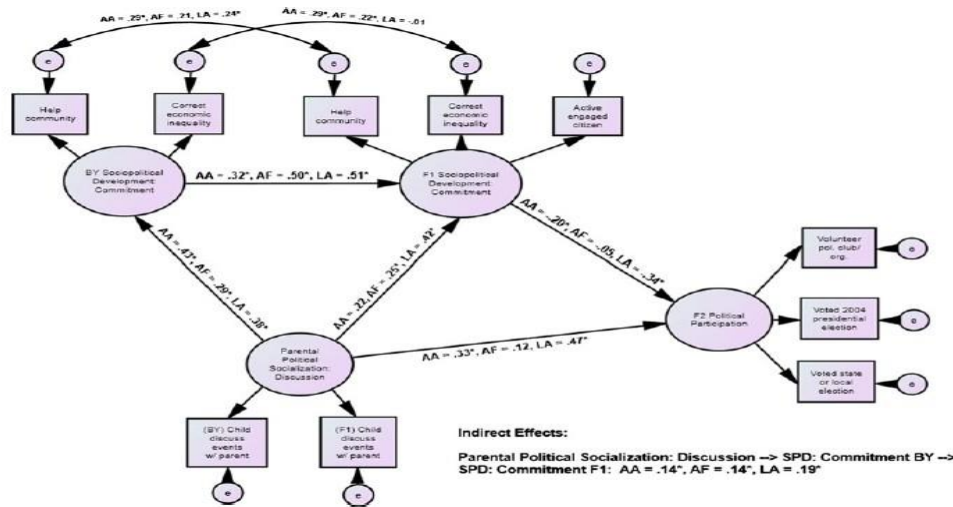 AA = .29*, AF = .21, LA = .24*
AA = .29*, AF = .22*, LA = -.01
e
e
e
e
e
Help
community
Correct
economic
inequality
Help
community
Correct
economic
inequality
Active
engaged
citizen
BY Sociopolitical
Development:
Commitment
AA = .32*, AF = .50*, LA = .51*
F1 Sociopolitical
Development:
Commitment
AA = .43*, AF = .29*, LA = .38*
AA = .22, AF = .25*, LA = .42*
AA = -.20*, AF = -.05, LA = -.34*
Volunteer
pol. club/
org.
e
F2 Political
Participation
Voted 2004
presidential
election
e
Parental
Political
Socialization:
Discussion
AA = .33*, AF = .12, LA = .47*
Voted state
or local
election
e
(BY) Child
discuss
events
w/ parent
(F1) Child
discuss
events
w/ parent
e
e
Indirect Effects:
Parental Political Socialization: Discussion --> SPD: Commitment BY -->
SPD: Commitment F1: AA = .14*, AF = .14*, LA = .19*